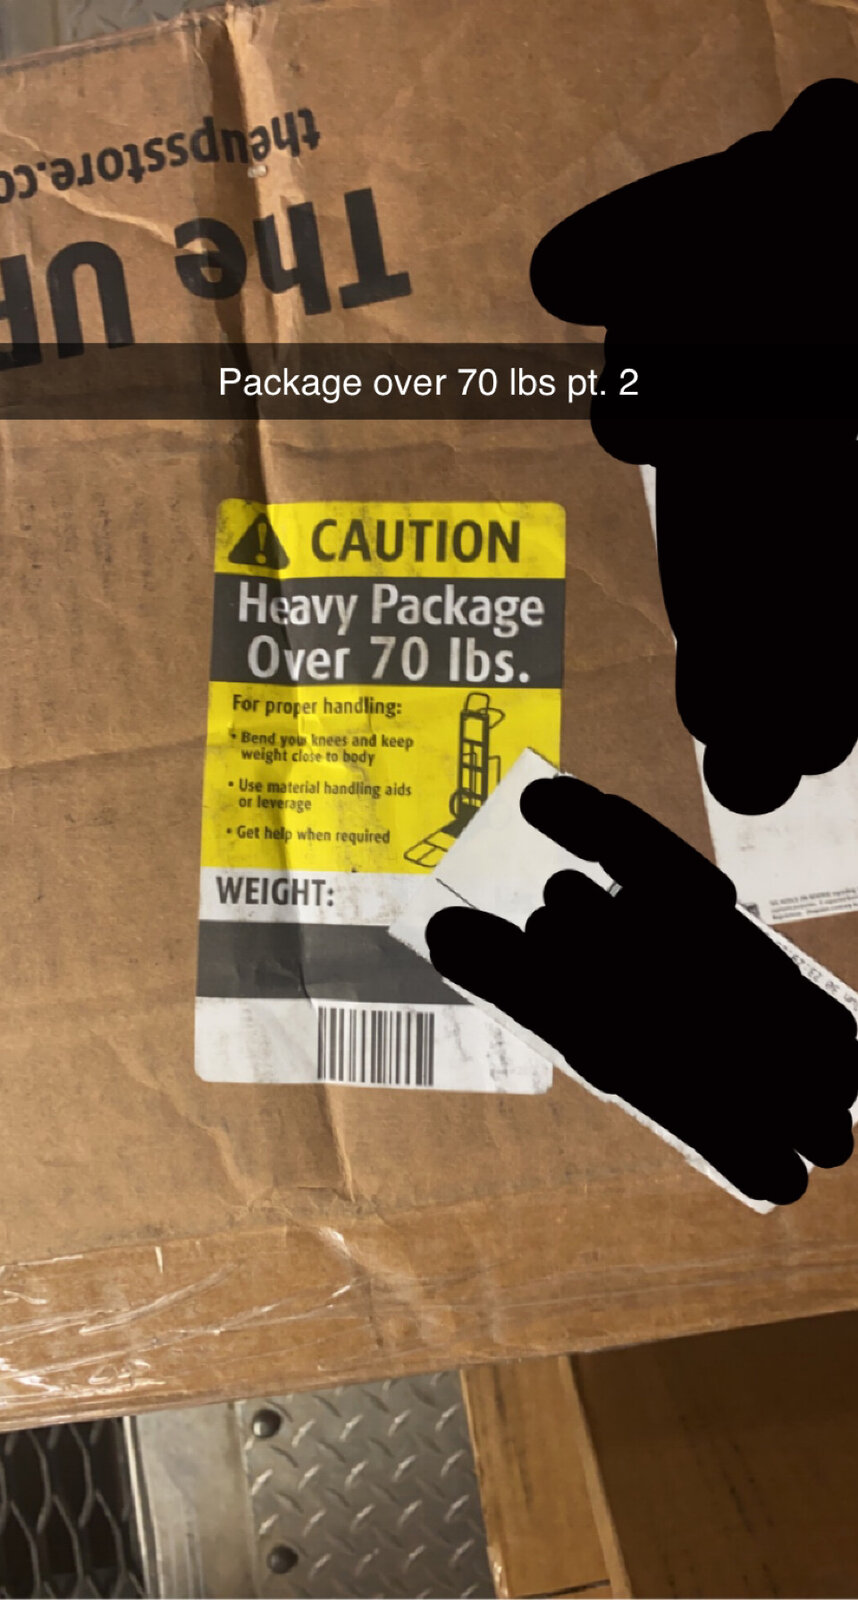 theupsstore.co
The UP
Package over 70 lbs pt. 2
CAUTION
Heavy Package
Over 70 lbs.
For proper handling:
• Bend your knees and keep
weight close to body
• Use material handling aids
or leverage
• Get help when required
WEIGHT: